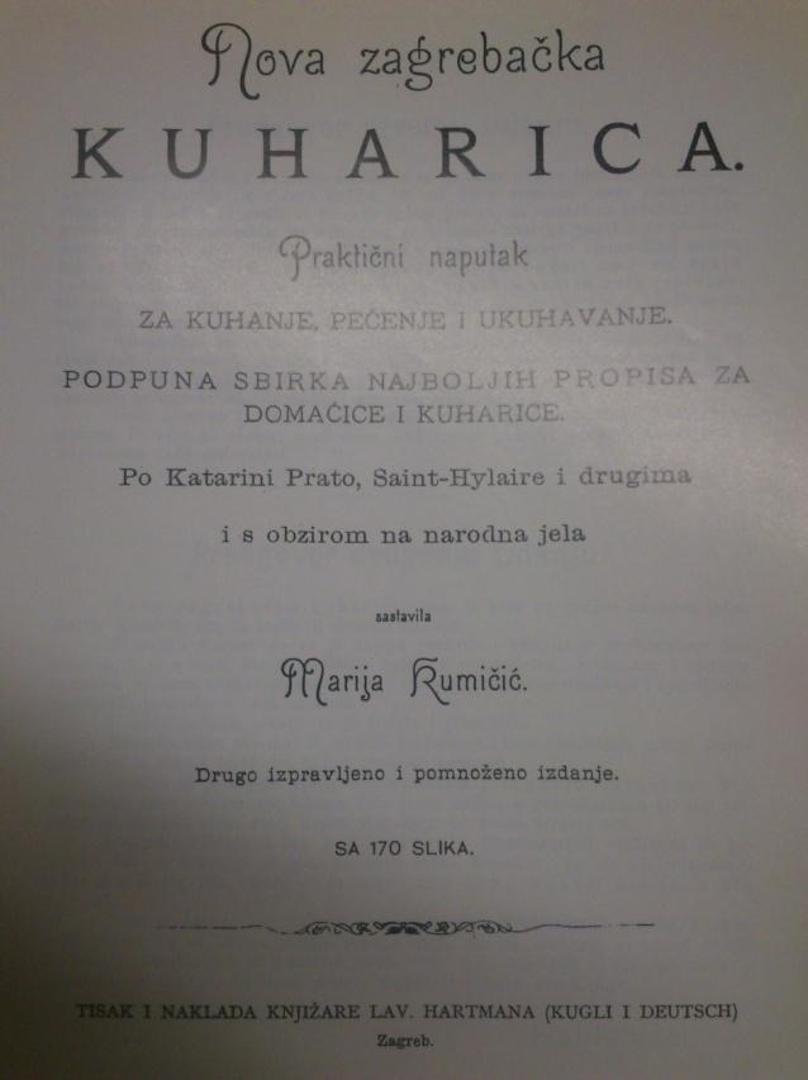 Nova zagrebačka
KUHARICA.
Praktični naputak
ZA KUHANJE, PEČENJE I UKUHAVANJE.
PODPUNA SBIRKA NAJBOLJIH PROPISA ZA
DOMAĆICE I KUHARICE.
Po Katarini Prato, Saint-Hylaire i drugima
i s obzirom na narodna jela
sastavila
Marija Kumičić.
Drugo izpravljeno i pomnoženo izdanje.
SA 170 SLIKA.
TISAK I NAKLADA KNJIŽARE LAV. HARTMANA (KUGLI I DEUTSCH)
Zagreb.